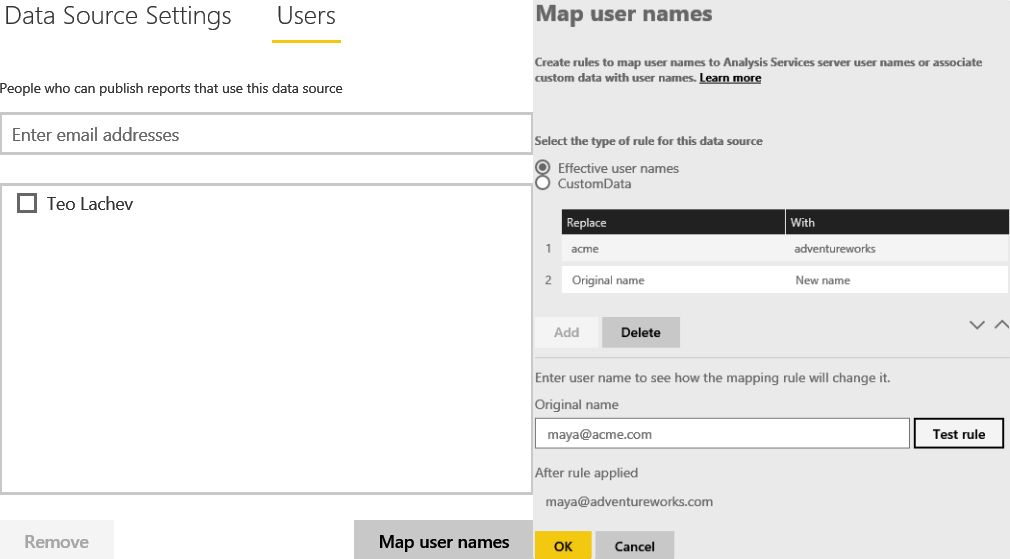 Data Source Settings Users
People who can publish reports that use this data source
Enter email addresses
Teo Lachev
Remove
Map user names
Map user names
Create rules to map user names to Analysis Services server user names or associate
custom data with user names. Learn more
Select the type of rule for this data source
Effective user names
CustomData
Replace With
1 acme adventureworks
2 Original name New name
Add Delete
Enter user name to see how the mapping rule will change it.
Original name
maya@acme.com Test rule
After rule applied
maya@adventureworks.com
OK Cancel